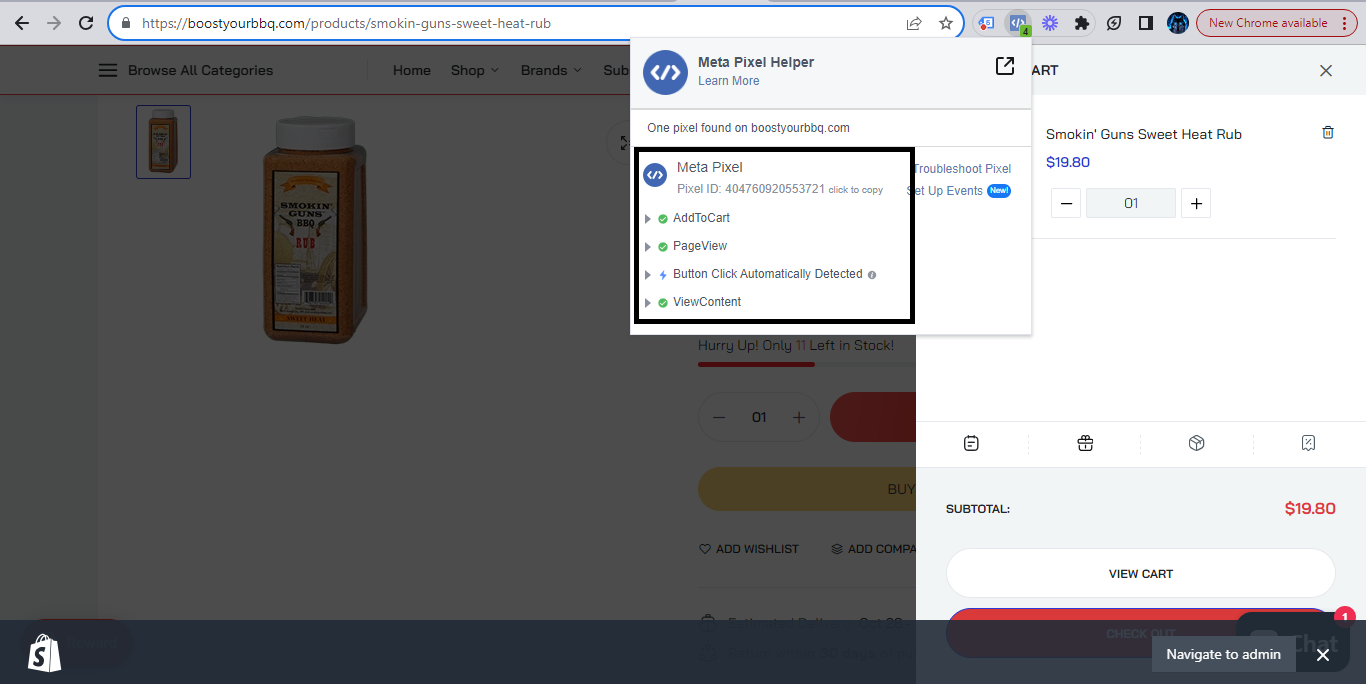 https://boostyourbbq.com/products/smokin-guns-sweet-heat-rub
6
4
New Chrome available
Browse All Categories
Home
Shop
Brands
Sub
Meta Pixel Helper
Learn More
ART
One pixel found on boostyourbbq.com
Meta Pixel
Pixel ID: 404760920553721 click to copy
Troubleshoot Pixel
Set Up Events New!
AddToCart
PageView
Button Click Automatically Detected
ViewContent
Smokin' Guns Sweet Heat Rub
$19.80
01
SMOKIN'
GUNS
BBQ
RUB
SWEET HEAT
Hurry Up! Only 11 Left in Stock!
01
BUY
ADD WISHLIST
ADD COMPA
SUBTOTAL:
$19.80
VIEW CART
CHECK OUT
1
Chat
Navigate to admin